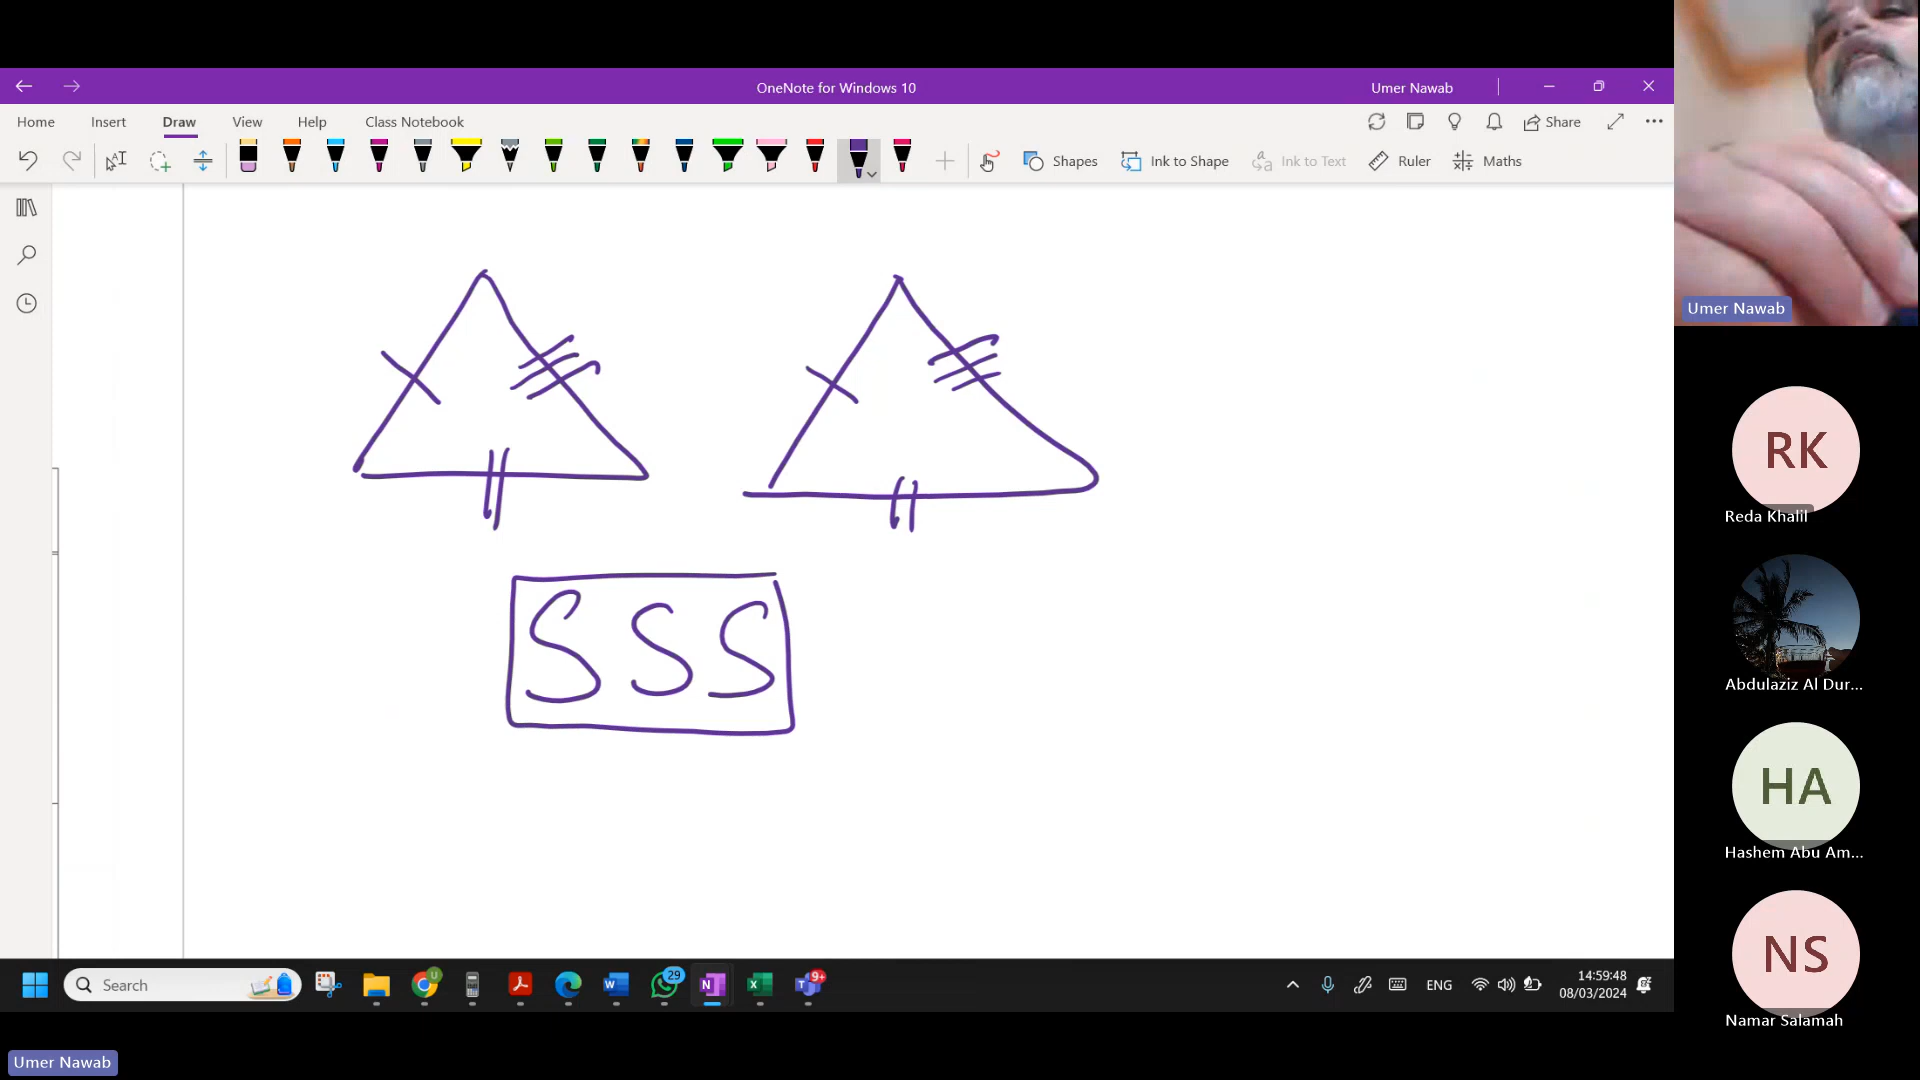 OneNote for Windows 10
Umer Nawab
Home Insert Draw View Help Class Notebook
Share
Shapes Ink to Shape Ink to Text Ruler Maths
Umer Nawab
S S S
RK
Reda Khalil
Abdulaziz Al Dur...
HA
Hashem Abu Am...
NS
Namar Salamah
Search
U
29
9+
ENG
14:59:48
08/03/2024
Umer Nawab